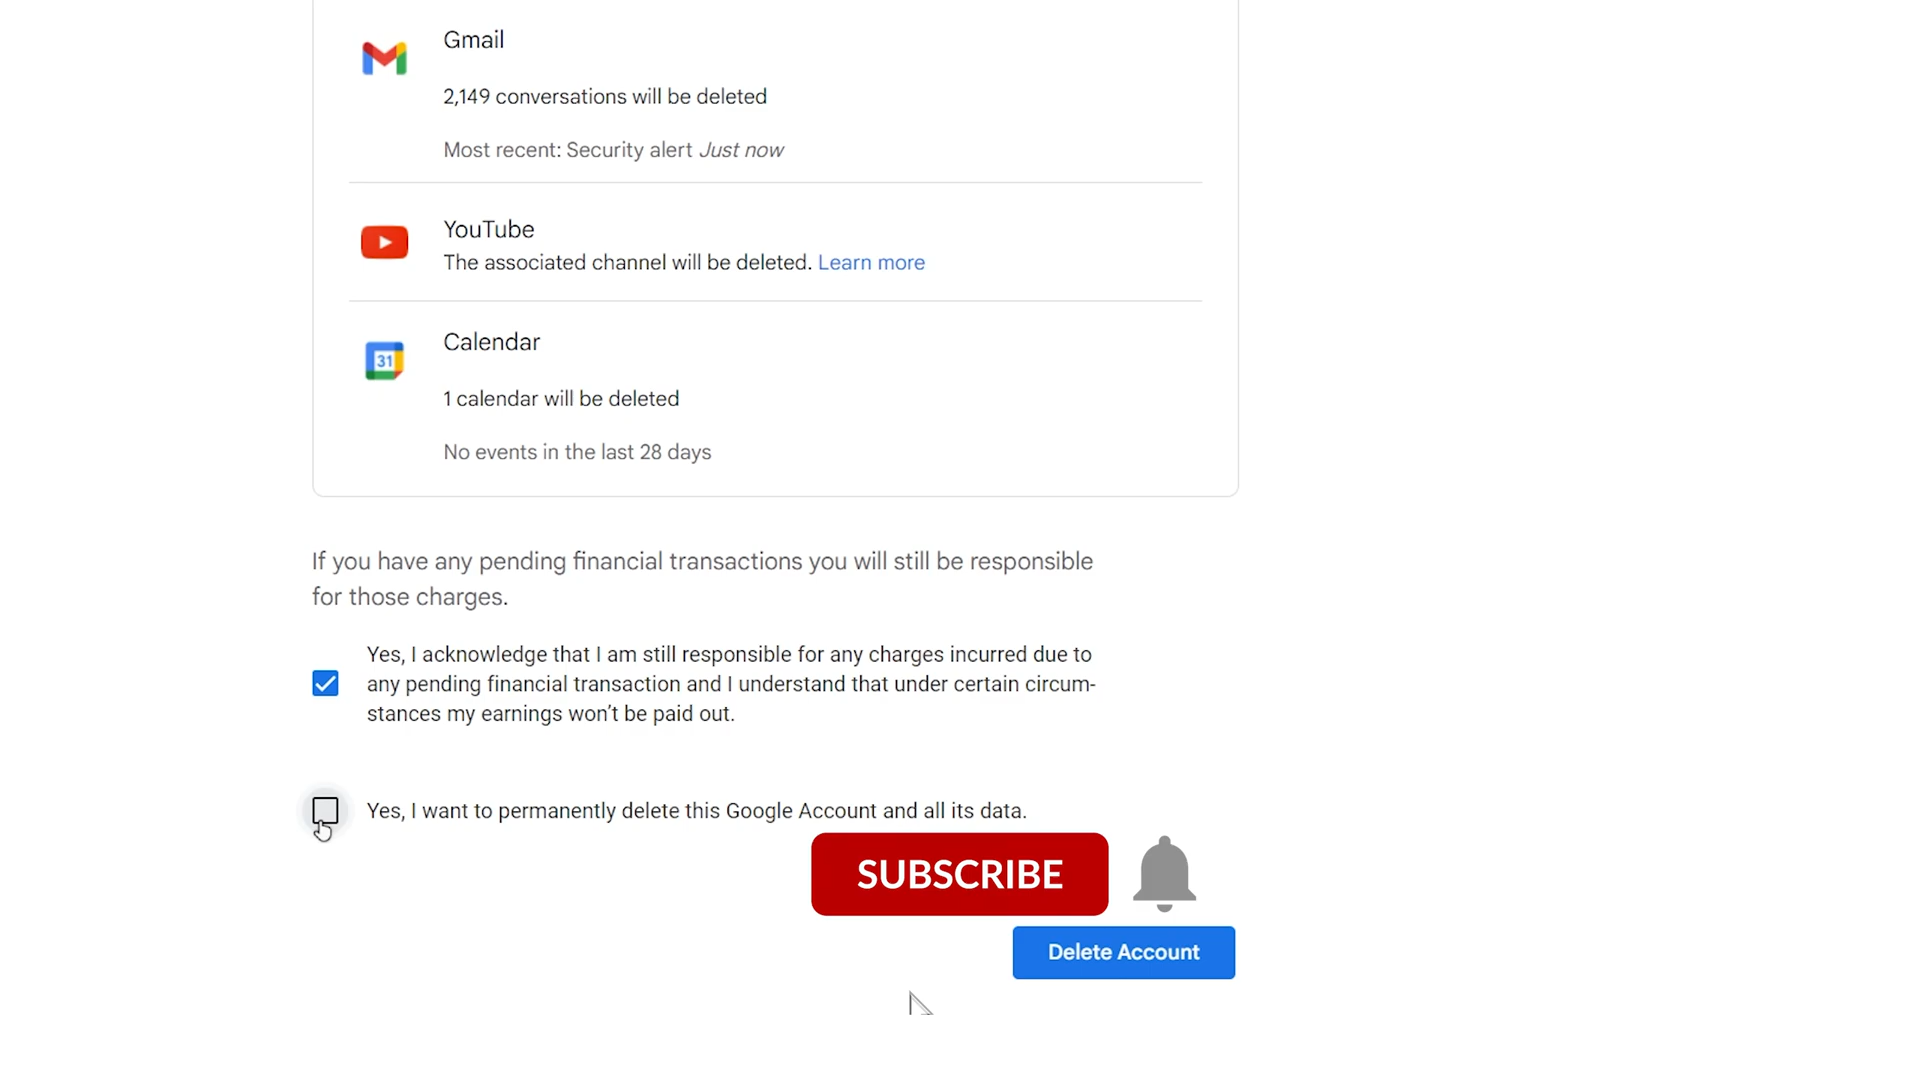 Gmail
2,149 conversations will be deleted
Most recent: Security alert Just now
YouTube
The associated channel will be deleted. Learn more
Calendar
31
1 calendar will be deleted
No events in the last 28 days
If you have any pending financial transactions you will still be responsible
for those charges.
Yes, I acknowledge that I am still responsible for any charges incurred due to
any pending financial transaction and I understand that under certain circum-
stances my earnings won’t be paid out.
Yes, I want to permanently delete this Google Account and all its data.
SUBSCRIBE
Delete Account